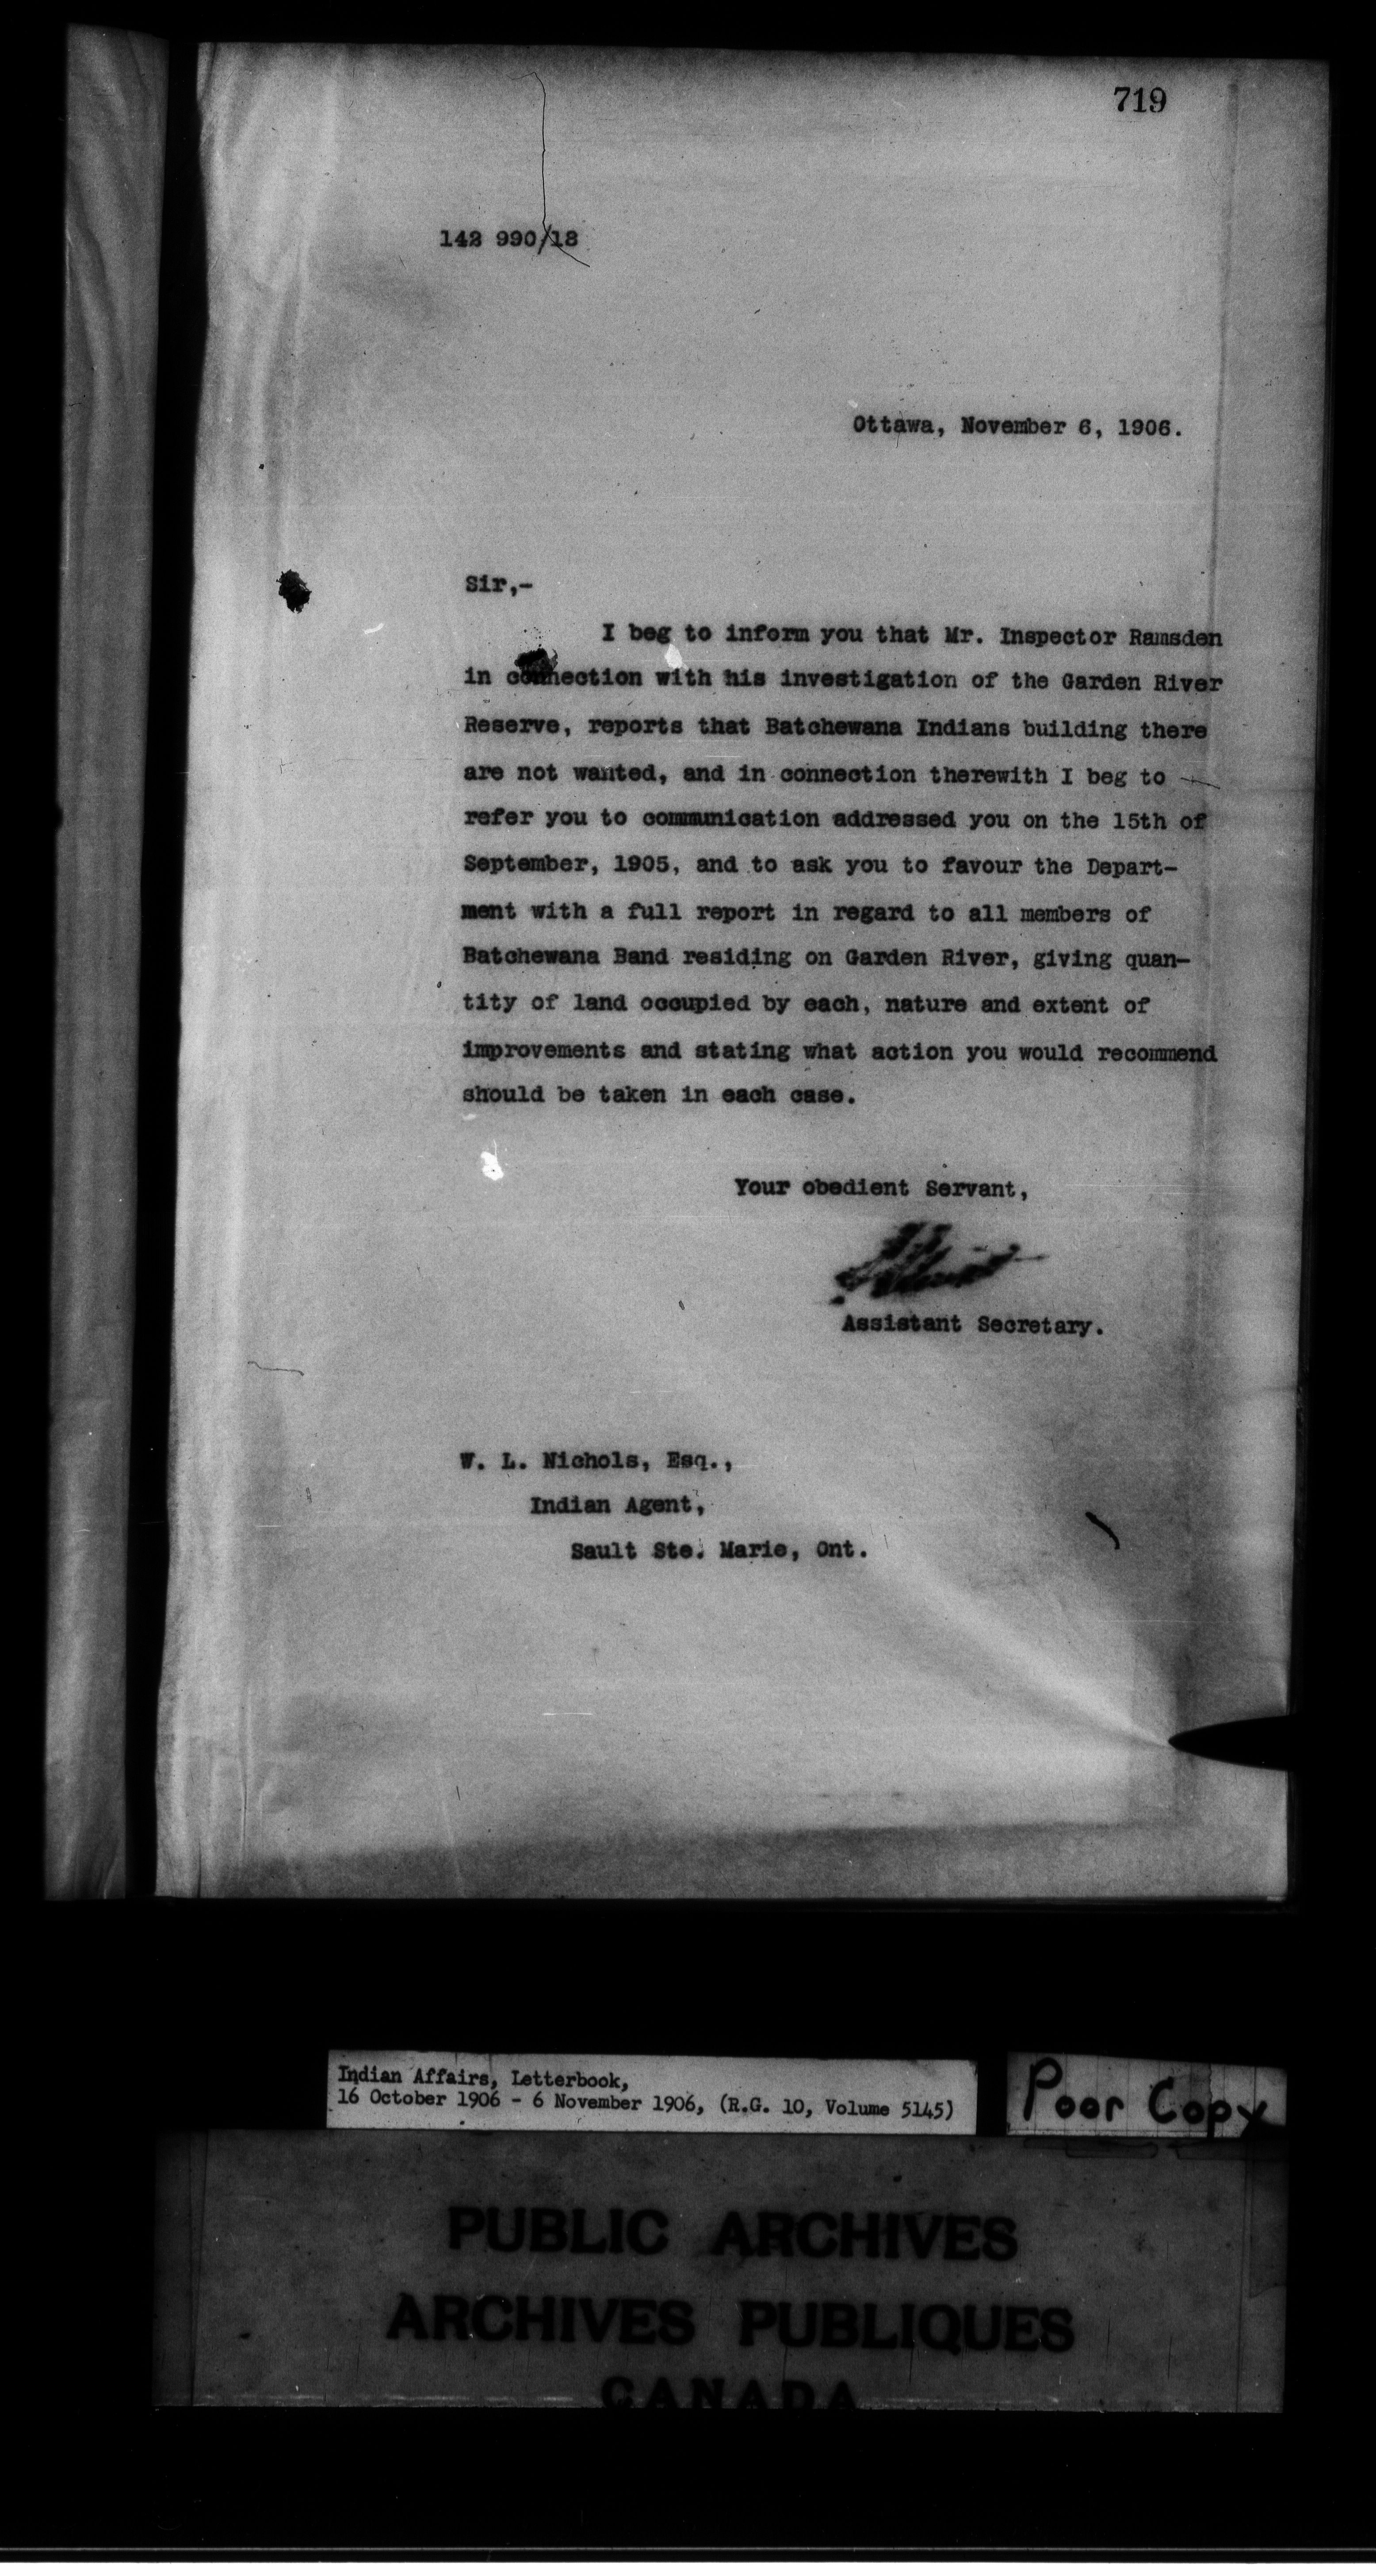 719
142 990/18
Ottawa, November 6, 1906.
Sir,-
I beg to inform you that Mr. Inspector Ramsden
in connection with his investigation of the Garden River
Reserve, reports that Batchewana Indians building there
are not wanted, and in connection therewith I beg to
refer you to communication addressed you on the 15th of
September, 1905, and to ask you to favour the Depart-
ment with a full report in regard to all members of
Batchewana Band residing on Garden River, giving quan-
tity of land occupied by each, nature and extent of
improvements and stating what action you would recommend
should be taken in each case.
Your obedient Servant,
Assistant Secretary.
W. L. Nichols, Esq.,
Indian Agent,
Sault Ste. Marie, Ont.
Indian Affairs, Letterbook,
16 October 1906 - 6 November 1906, (R.G. 10, Volume 5145)
Poor Copy
PUBLIC ARCHIVES
ARCHIVES PUBLIQUES
CANADA